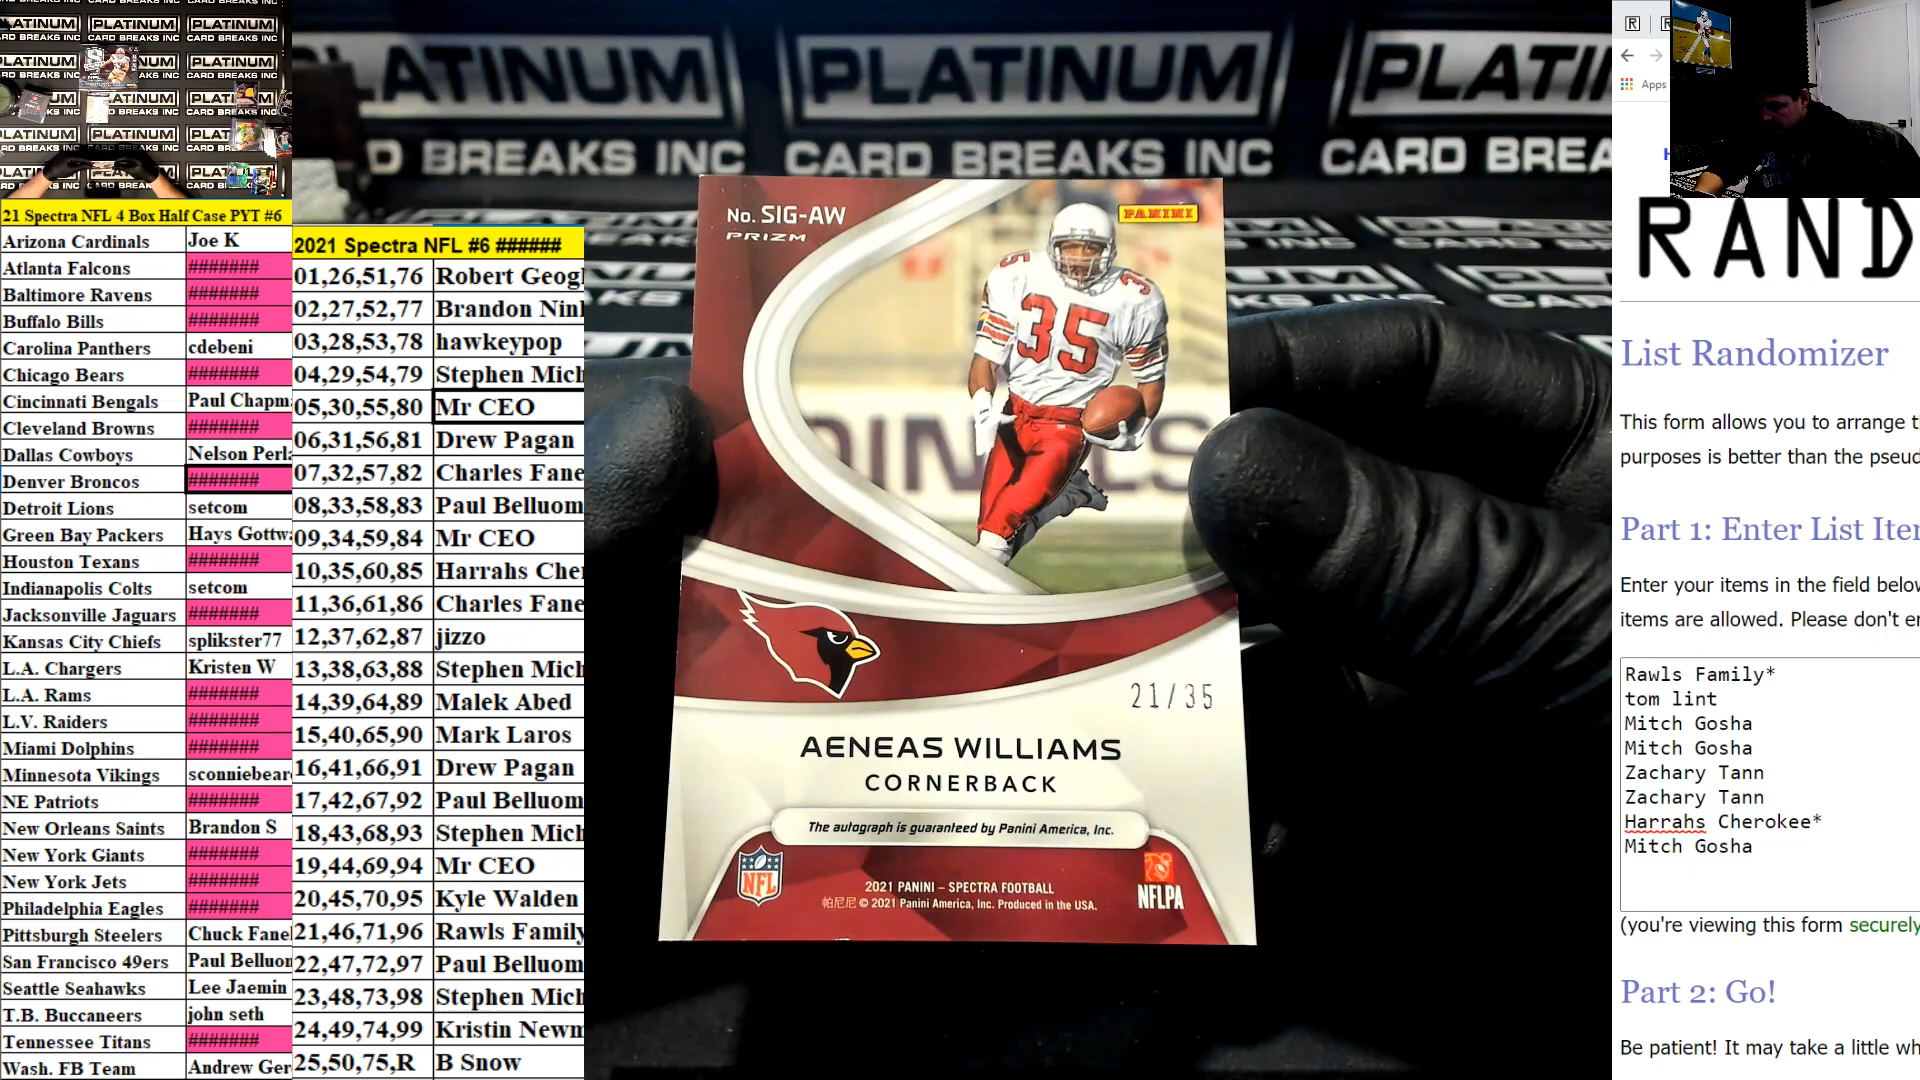 21 Spectra NFL 4 Box Half Case PYT #6
Arizona Cardinals Joe K
Atlanta Falcons #######
Baltimore Ravens #######
Buffalo Bills #######
Carolina Panthers cdebeni
Chicago Bears #######
Cincinnati Bengals Paul Chapm
Cleveland Browns #######
Dallas Cowboys Nelson Perla
Denver Broncos #######
Detroit Lions setcom
Green Bay Packers Hays Gottwa
Houston Texans #######
Indianapolis Colts setcom
Jacksonville Jaguars #######
Kansas City Chiefs splikster77
L.A. Chargers Kristen W
L.A. Rams #######
L.V. Raiders #######
Miami Dolphins #######
Minnesota Vikings sconniebear
NE Patriots #######
New Orleans Saints Brandon S
New York Giants #######
New York Jets #######
Philadelphia Eagles #######
Pittsburgh Steelers Chuck Fanel
San Francisco 49ers Paul Belluon
Seattle Seahawks Lee Jaemin
T.B. Buccaneers john seth
Tennessee Titans #######
Wash. FB Team Andrew Ger
2021 Spectra NFL #6 ######
01,26,51,76 Robert Geogl
02,27,52,77 Brandon Ninl
03,28,53,78 hawkeypop
04,29,54,79 Stephen Mich
05,30,55,80 Mr CEO
06,31,56,81 Drew Pagan
07,32,57,82 Charles Fane
08,33,58,83 Paul Belluom
09,34,59,84 Mr CEO
10,35,60,85 Harrahs Cher
11,36,61,86 Charles Fane
12,37,62,87 jizzo
13,38,63,88 Stephen Mich
14,39,64,89 Malek Abed
15,40,65,90 Mark Laros
16,41,66,91 Drew Pagan
17,42,67,92 Paul Belluom
18,43,68,93 Stephen Mich
19,44,69,94 Mr CEO
20,45,70,95 Kyle Walden
21,46,71,96 Rawls Family
22,47,72,97 Paul Belluom
23,48,73,98 Stephen Mich
24,49,74,99 Kristin Newm
25,50,75,R B Snow
PLATINUM
CARD BREAKS INC
No. SIG-AW
PRIZM
PANINI
35
21/35
AENEAS WILLIAMS
CORNERBACK
The autograph is guaranteed by Panini America, Inc.
NFL
2021 PANINI – SPECTRA FOOTBALL
帕尼尼 © 2021 Panini America, Inc. Produced in the USA.
NFLPA
Apps
RAND
List Randomizer
This form allows you to arrange t
purposes is better than the pseud
Part 1: Enter List Iter
Enter your items in the field below
items are allowed. Please don't er
Rawls Family*
tom lint
Mitch Gosha
Mitch Gosha
Zachary Tann
Zachary Tann
Harrahs Cherokee*
Mitch Gosha
(you're viewing this form securely
Part 2: Go!
Be patient! It may take a little wh